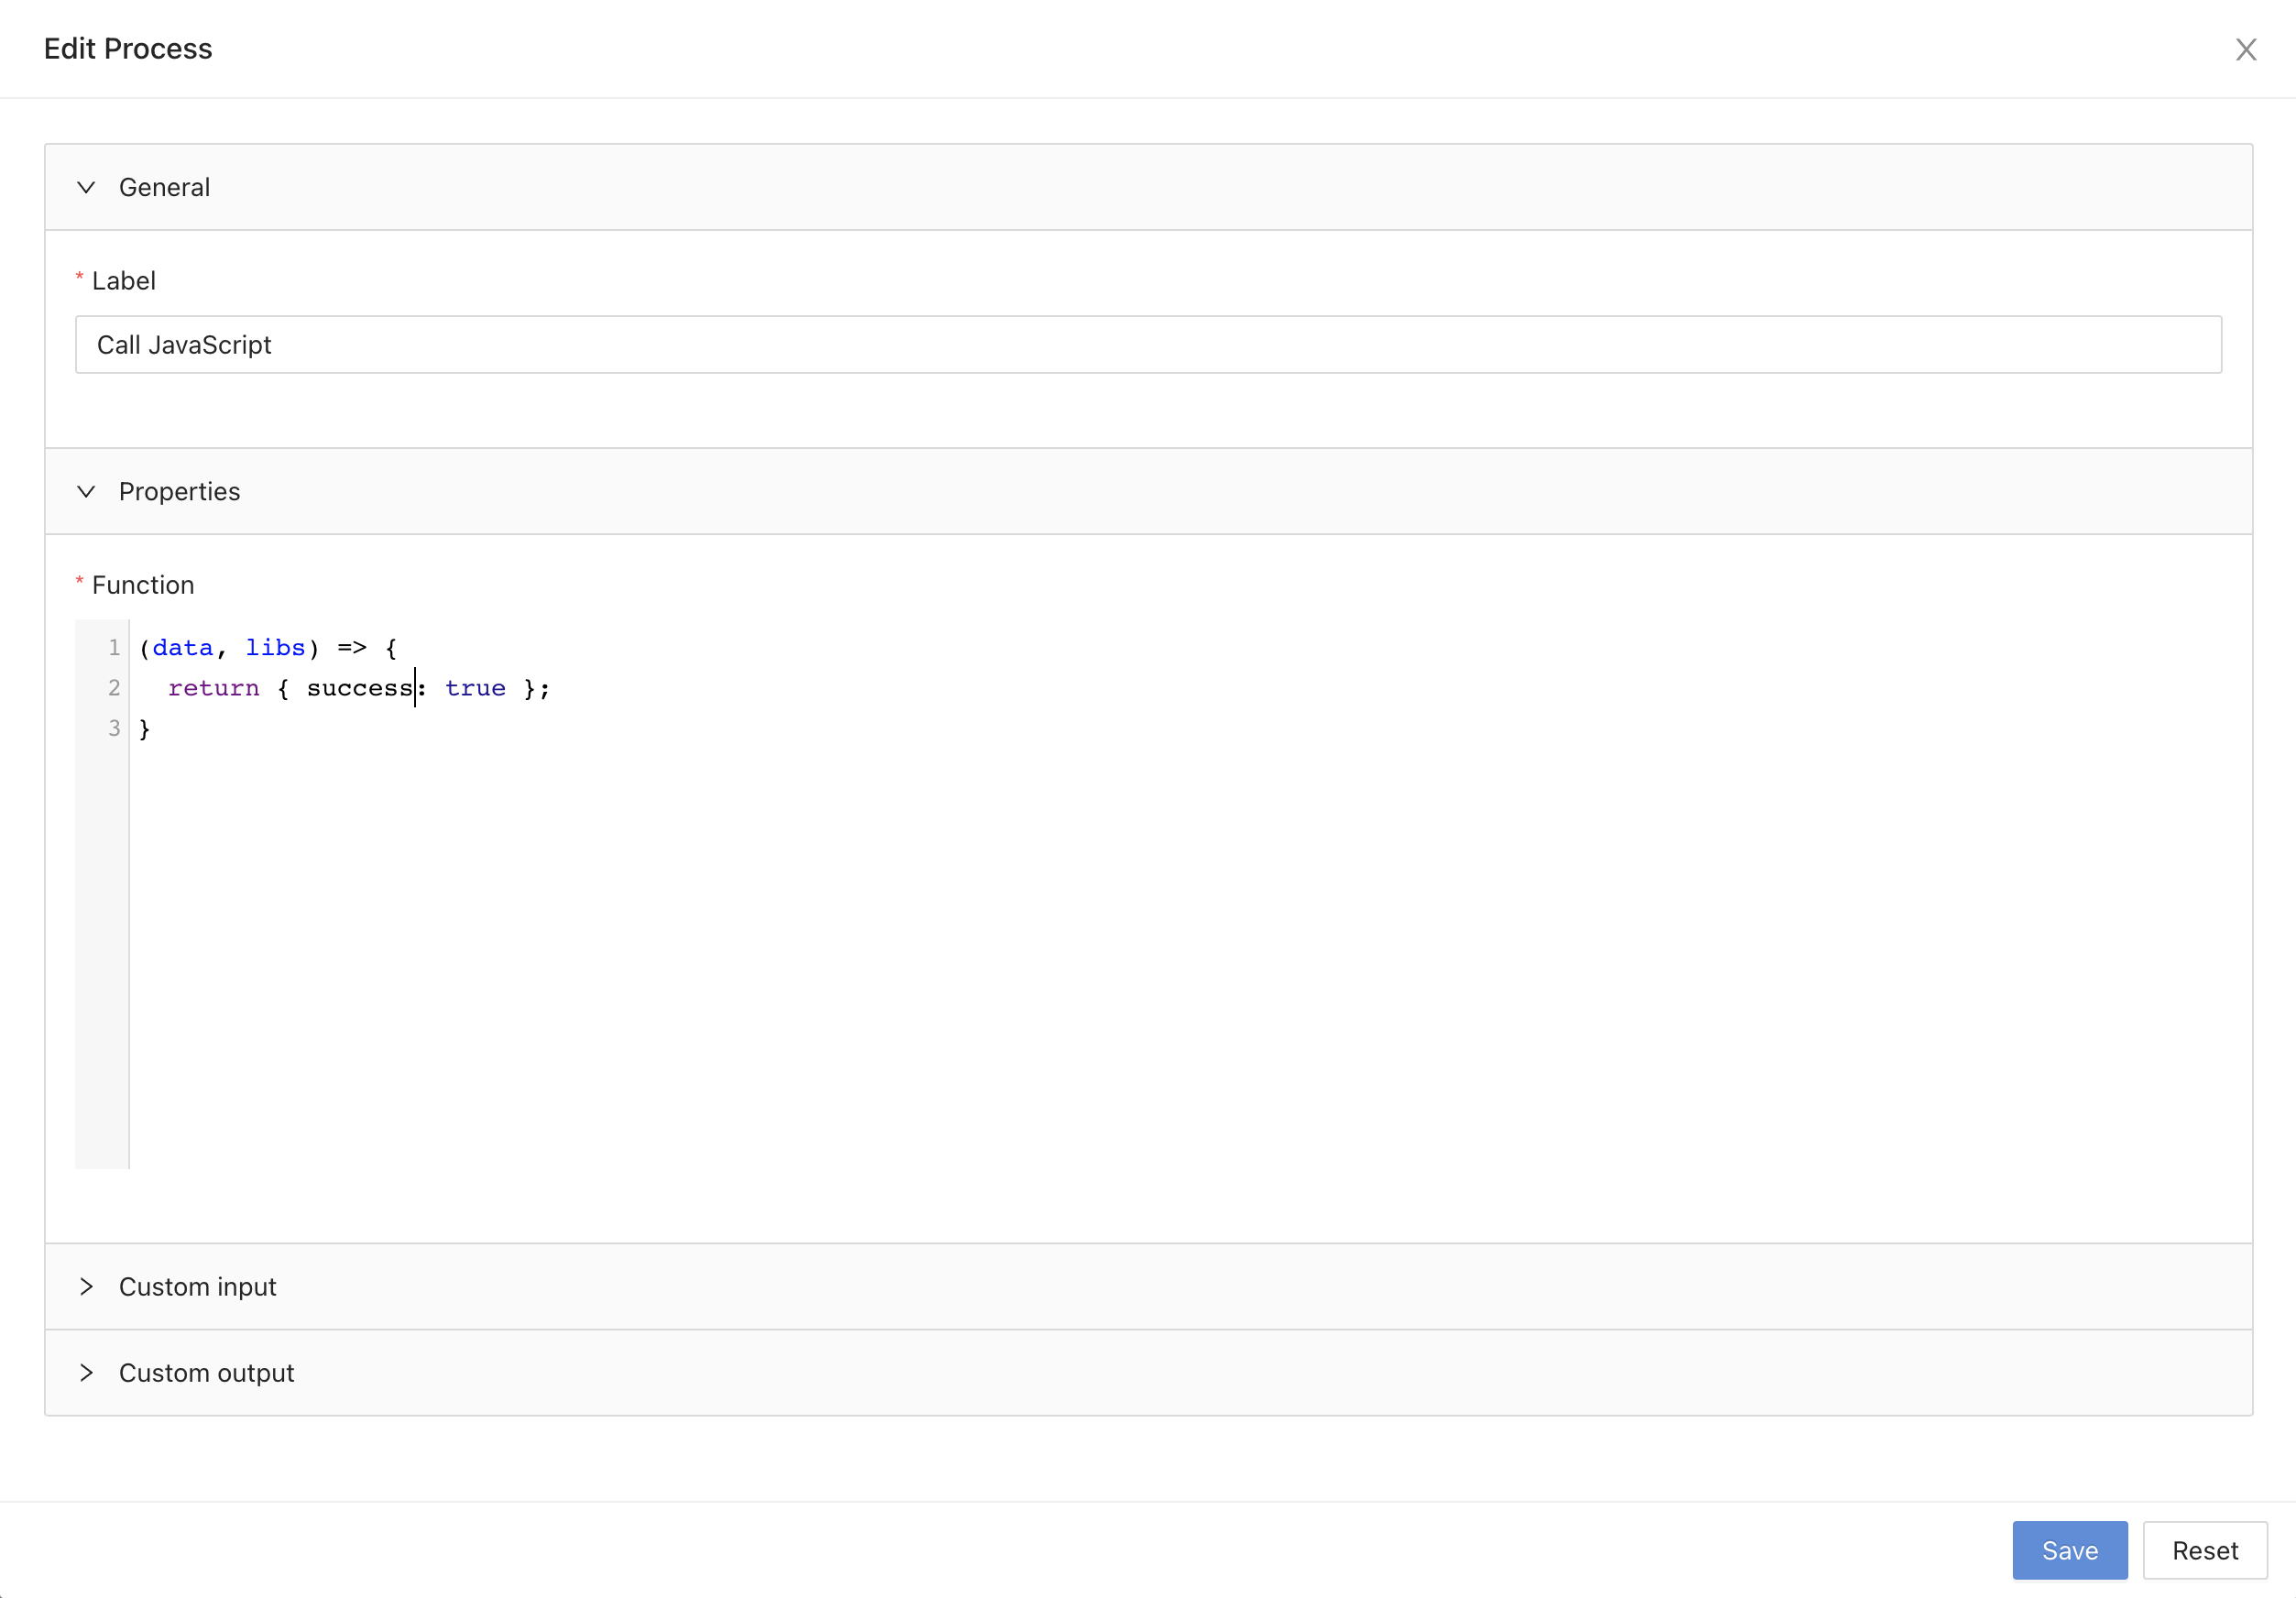 Edit Process
General
* Label
Call JavaScript
Properties
* Function
1 (data, libs) => {
2   return { success: true };
3 }
Custom input
Custom output
Save Reset